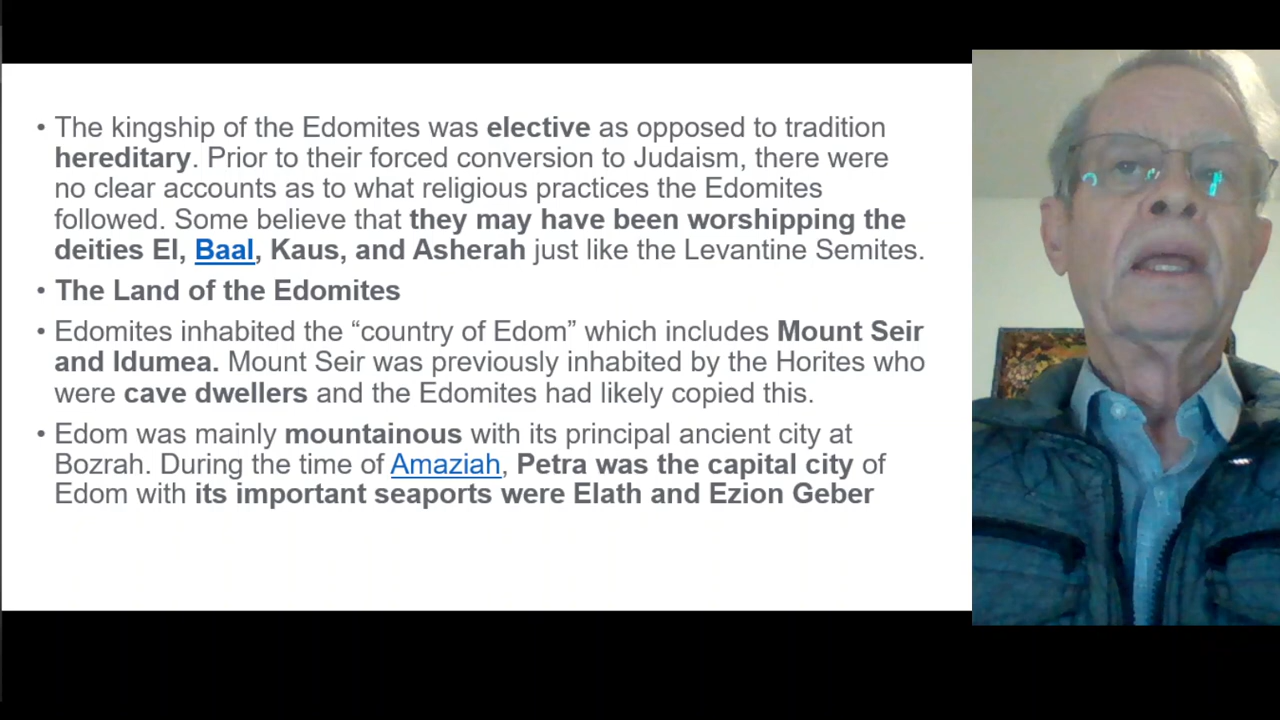 • The kingship of the Edomites was elective as opposed to tradition
hereditary. Prior to their forced conversion to Judaism, there were
no clear accounts as to what religious practices the Edomites
followed. Some believe that they may have been worshipping the
deities El, Baal, Kaus, and Asherah just like the Levantine Semites.
• The Land of the Edomites
• Edomites inhabited the “country of Edom” which includes Mount Seir
and Idumea. Mount Seir was previously inhabited by the Horites who
were cave dwellers and the Edomites had likely copied this.
• Edom was mainly mountainous with its principal ancient city at
Bozrah. During the time of Amaziah, Petra was the capital city of
Edom with its important seaports were Elath and Ezion Geber